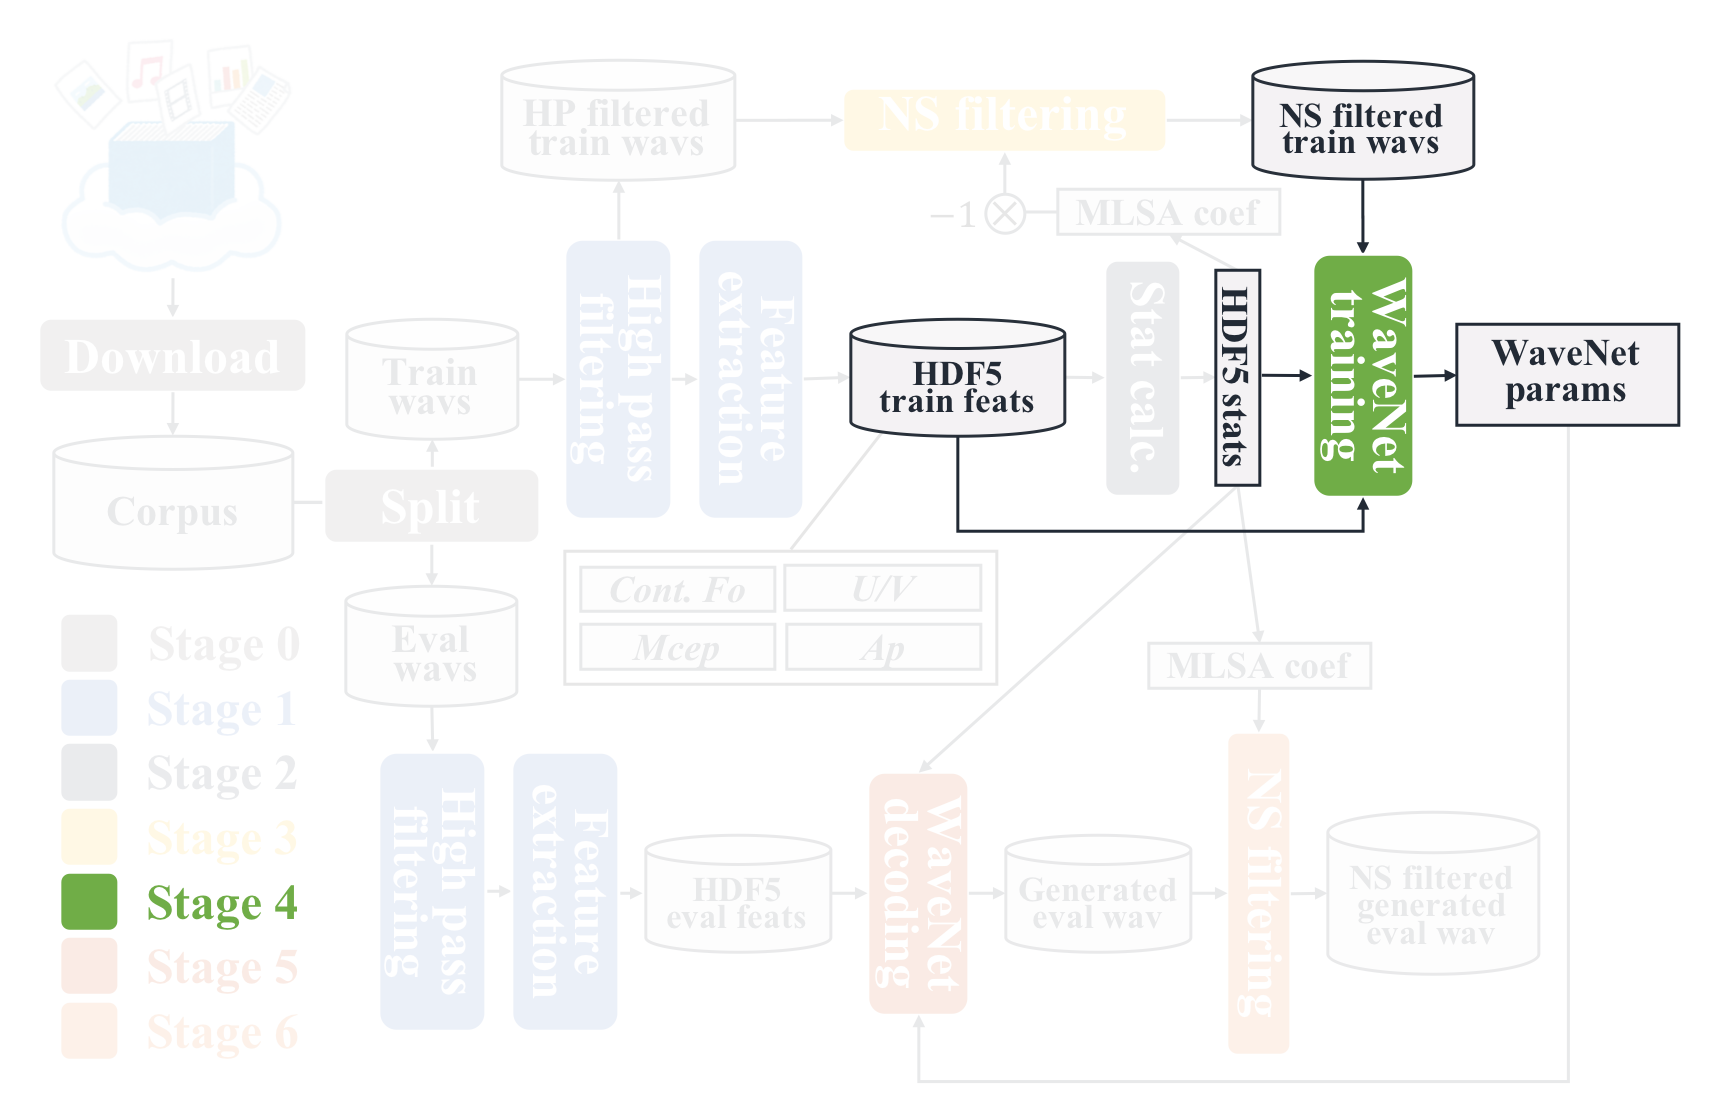 HP filtered
train wavs
NS filtering
NS filtered
train wavs
−1
MLSA coef
High pass
filtering
Feature
extraction
Stat calc.
HDF5 stats
WaveNet
training
WaveNet
params
Download
Train
wavs
HDF5
train feats
Corpus
Split
Cont. Fo
U/V
Mcep
Ap
Eval
wavs
MLSA coef
Stage 0
Stage 1
Stage 2
Stage 3
Stage 4
Stage 5
Stage 6
High pass
filtering
Feature
extraction
HDF5
eval feats
WaveNet
decoding
Generated
eval wav
NS filtering
NS filtered
generated
eval wav